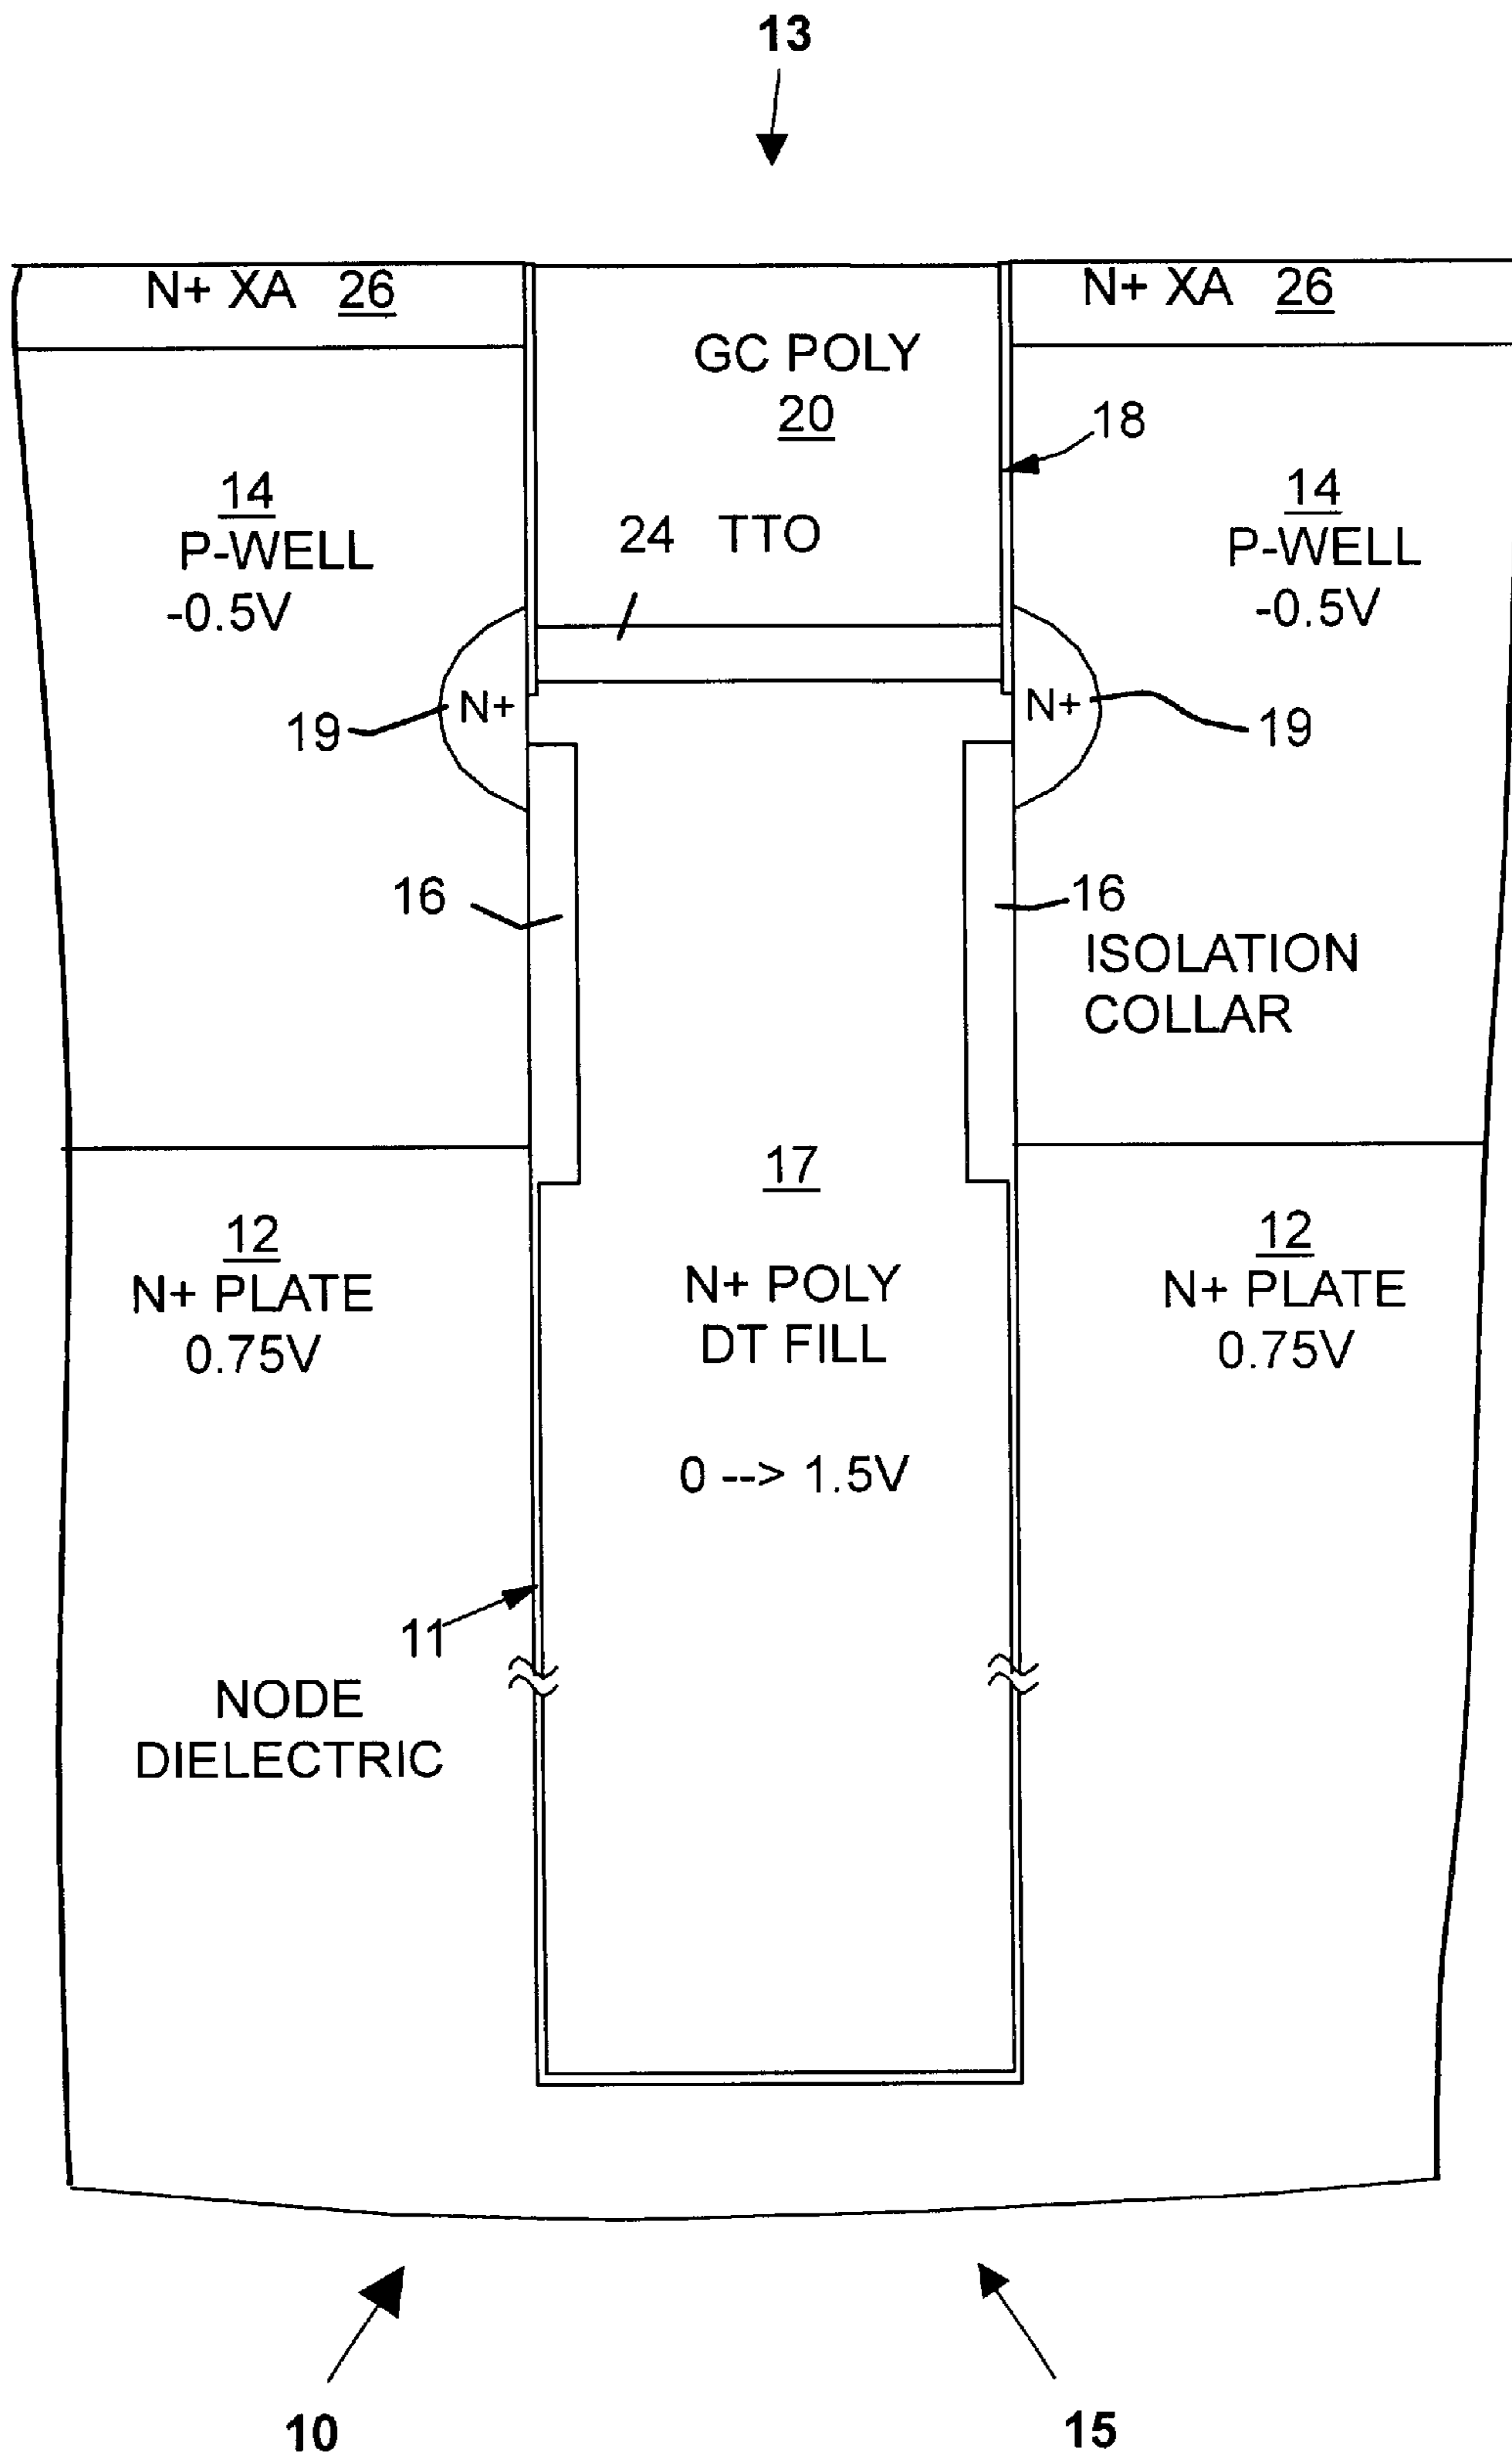 13
N+ XA 26
N+ XA 26
GC POLY
20
18
14
P-WELL
-0.5V
24 TTO
14
P-WELL
-0.5V
19
N+
N+
19
16
16
ISOLATION
COLLAR
17
N+ POLY
DT FILL
0 --> 1.5V
12
N+ PLATE
0.75V
12
N+ PLATE
0.75V
11
NODE
DIELECTRIC
10
15